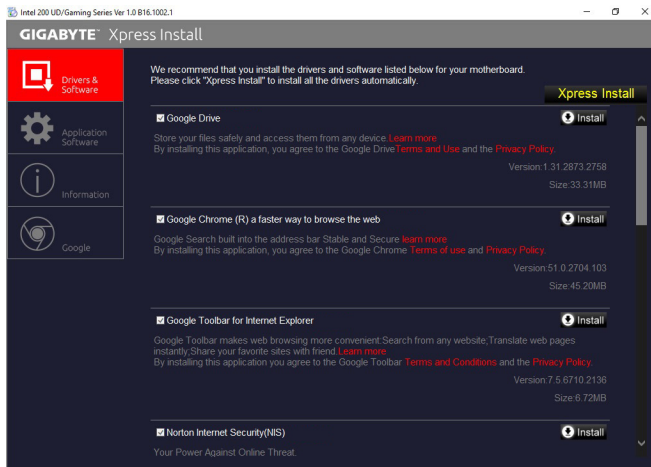 Intel 200 UD/Gaming Series Ver 1.0 B16.1002.1
GIGABYTE™ Xpress Install
Drivers &
Software
Application
Software
Information
Google
We recommend that you install the drivers and software listed below for your motherboard.
Please click "Xpress Install" to install all the drivers automatically.
Xpress Install
Google Drive
Install
Store your files safely and access them from any device.Learn more
By installing this application, you agree to the Google DriveTerms and Use and the Privacy Policy.
Version:1.31.2873.2758
Size:33.31MB
Google Chrome (R) a faster way to browse the web
Install
Google Search built into the address bar Stable and Secure learn more
By installing this application, you agree to the Google Chrome Terms of use and Privacy Policy.
Version:51.0.2704.103
Size:45.20MB
Google Toolbar for Internet Explorer
Install
Google Toolbar makes web browsing more convenient:Search from any website;Translate web pages
instantly;Share your favorite sites with friend.Learn more
By installing this application you agree to the Google Toolbar Terms and Conditions and the Privacy Policy.
Version:7.5.6710.2136
Size:6.72MB
Norton Internet Security(NIS)
Install
Your Power Against Online Threat.